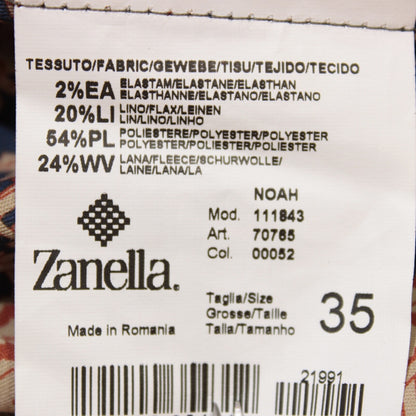 TESSUTO/FABRIC/GEWEBE/TISU/TEJIDO/TECIDO
2%EA ELASTAM/ELASTANE/ELASTHAN
ELASTHANNE/ELASTANO/ELASTANO
20%LI LINO/FLAX/LEINEN
LIN/LINO/LINHO
54%PL POLIESTERE/POLYESTER/POLYESTER
POLYESTER/POLYESTER/POLYESTER
24%WV LANA/FLEECE/SCHURWOLLE/
LAINE/LANA/LA
NOAH
Mod. 111843
Art. 70765
Col. 00052
Zanella.
Taglia/Size
Grosse/Taille
Talla/Tamanho
35
Made in Romania
21991